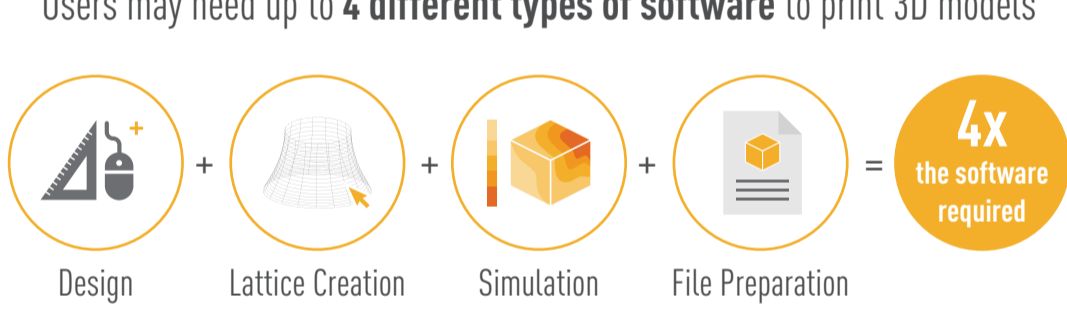 Users may need up to 4 different types of software to print 3D models
+ + + =
4x
the software
required
Design Lattice Creation Simulation File Preparation